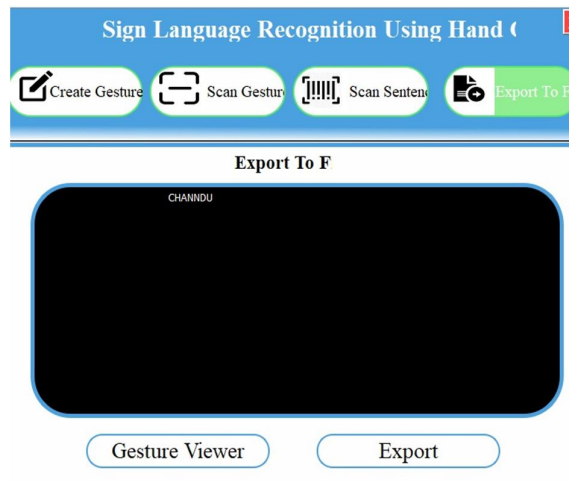 Sign Language Recognition Using Hand
Create Gesture
Scan Gestur
Scan Senten
Export To F
Export To F
CHANNDU
Gesture Viewer
Export